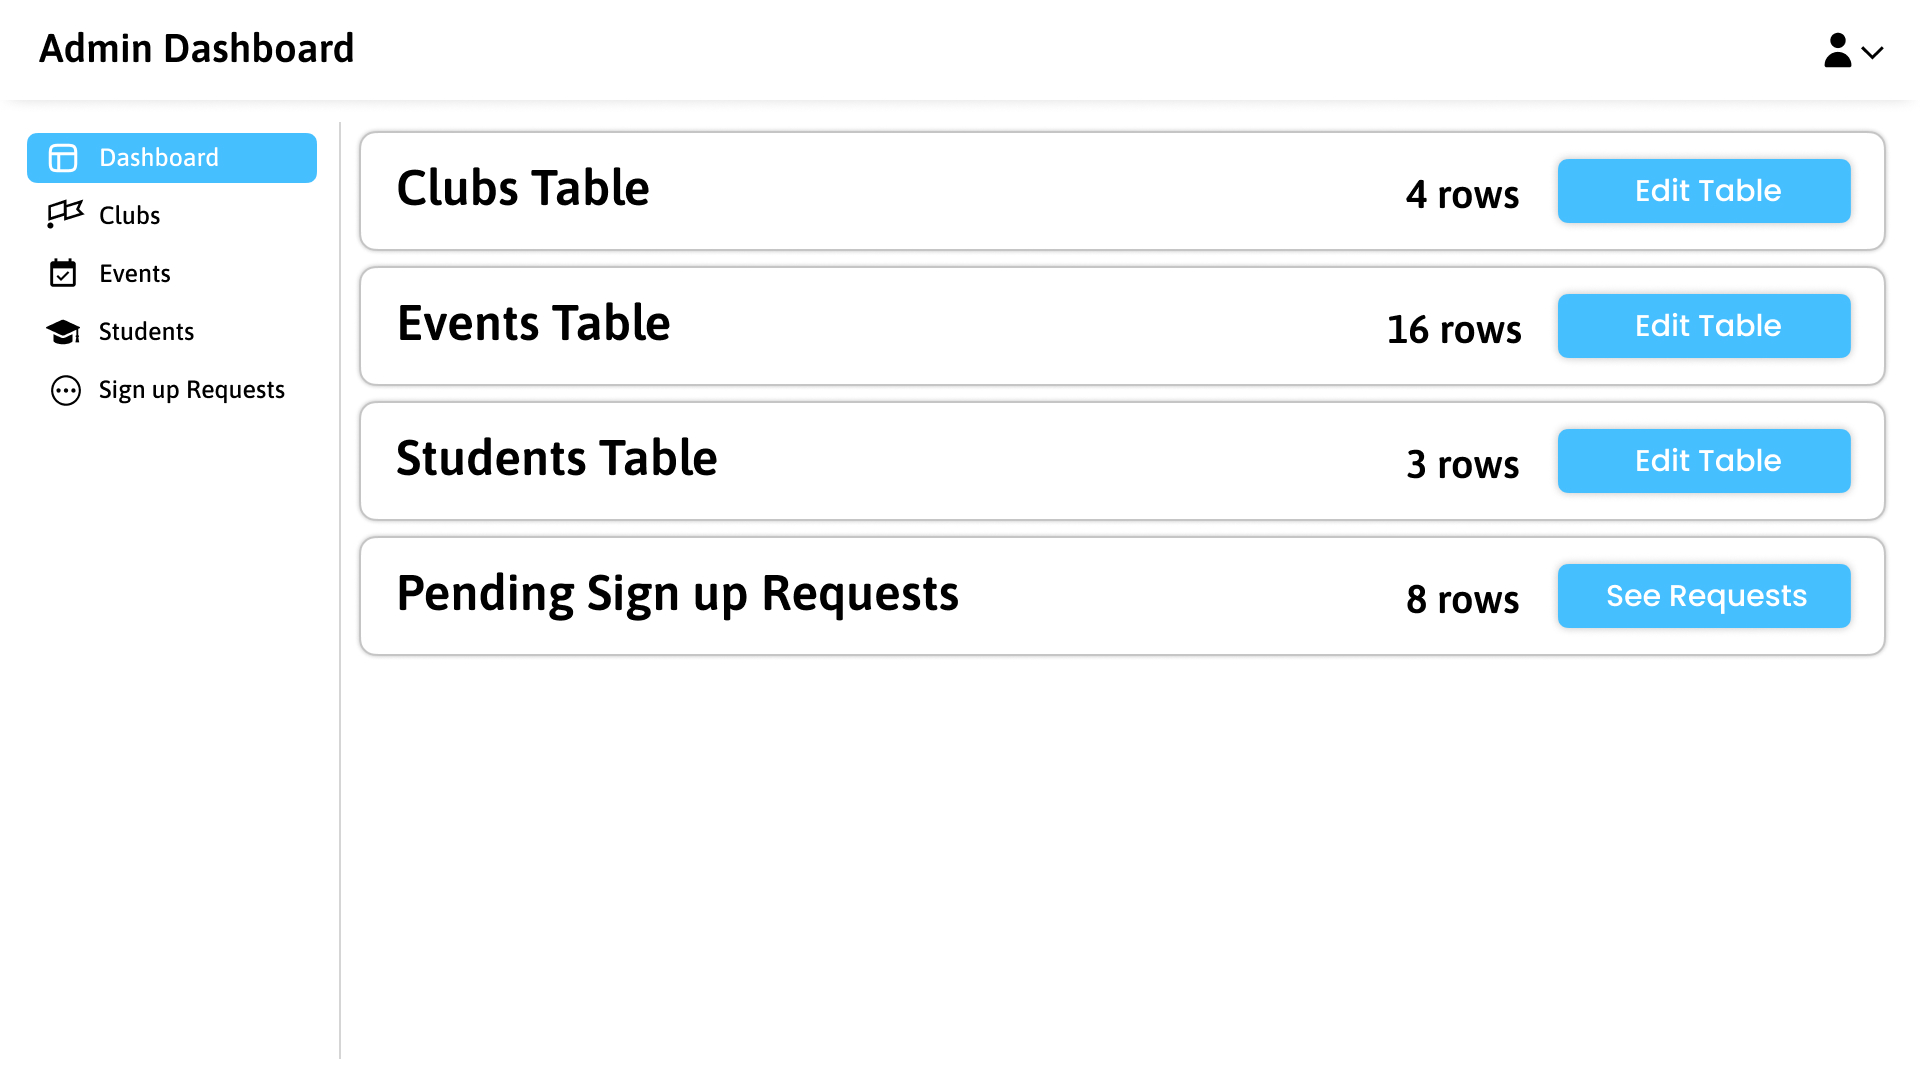 Admin Dashboard
Dashboard
Clubs
Events
Students
Sign up Requests
Clubs Table 4 rows Edit Table
Events Table 16 rows Edit Table
Students Table 3 rows Edit Table
Pending Sign up Requests 8 rows See Requests